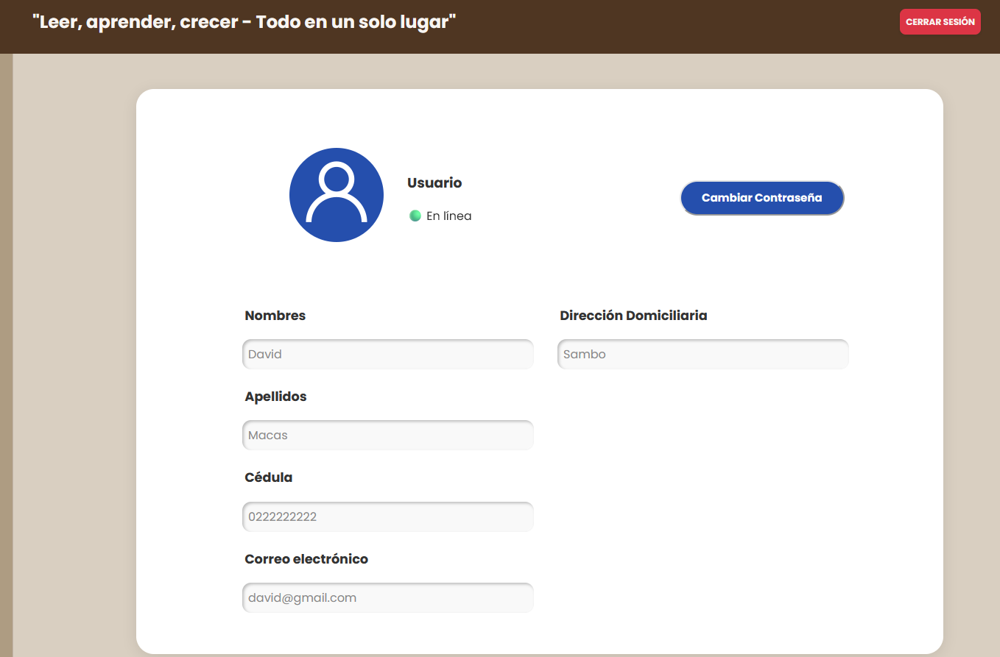 "Leer, aprender, crecer - Todo en un solo lugar"
CERRAR SESIÓN
Usuario
En línea
Cambiar Contraseña
Nombres
David
Dirección Domiciliaria
Sambo
Apellidos
Macas
Cédula
0222222222
Correo electrónico
david@gmail.com